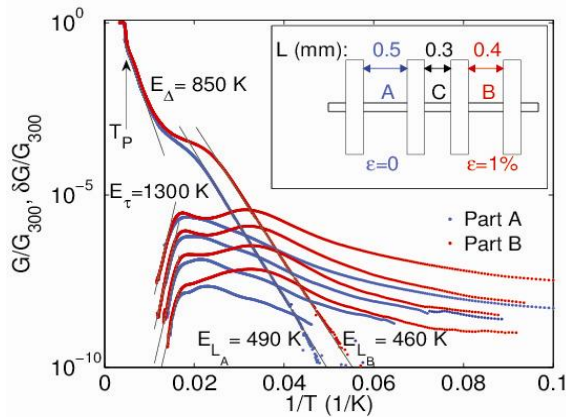 10^0
10^-5
10^-10
G/G_300, δG/G_300
L (mm): 0.5 0.3 0.4
A C B
ε=0 ε=1%
E_Δ = 850 K
T_P
E_τ = 1300 K
Part A
Part B
E_L_A = 490 K E_L_B = 460 K
0 0.02 0.04 0.06 0.08 0.1
1/T (1/K)